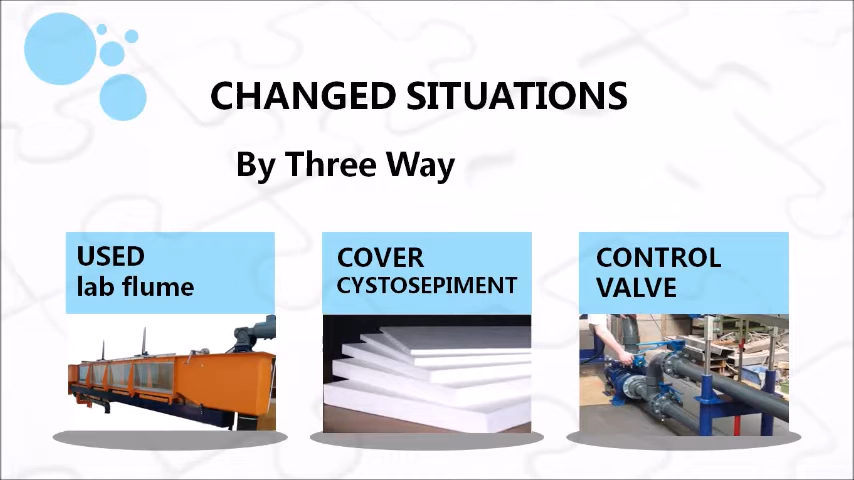 CHANGED SITUATIONS
By Three Way
USED
lab flume
COVER
CYSTOSEPIMENT
CONTROL
VALVE